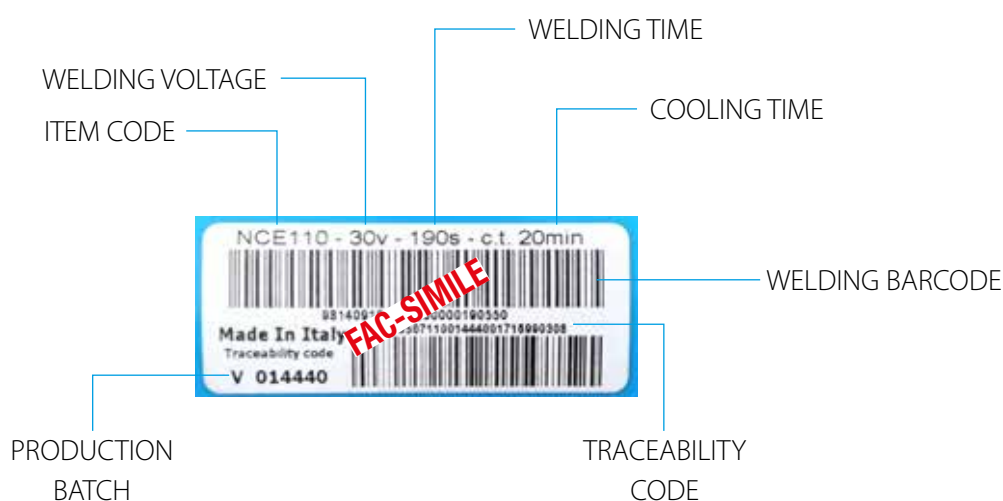 WELDING TIME
WELDING VOLTAGE
COOLING TIME
ITEM CODE
NCE110 - 30v - 190s - c.t. 20min
WELDING BARCODE
FAC-SIMILE
Made In Italy
Traceability code
V 014440
PRODUCTION
BATCH
TRACEABILITY
CODE